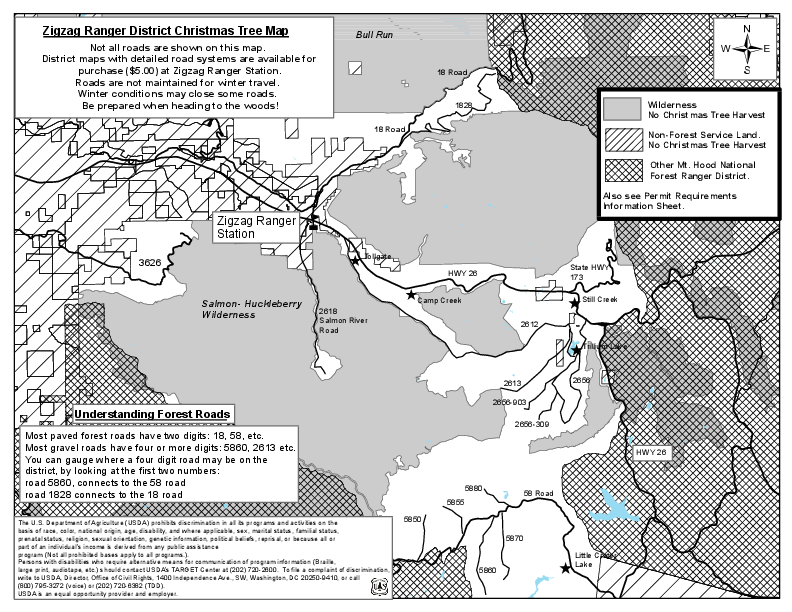 Zigzag Ranger District Christmas Tree Map
Not all roads are shown on this map.
District maps with detailed road systems are available for
purchase ($5.00) at Zigzag Ranger Station.
Roads are not maintained for winter travel.
Winter conditions may close some roads.
Be prepared when heading to the woods!
Bull Run
N
W E
S
18 Road
1828
18 Road
Wilderness
No Christmas Tree Harvest
Non-Forest Service Land.
No Christmas Tree Harvest
Other Mt. Hood National
Forest Ranger District.
Also see Permit Requirements
Information Sheet.
Zigzag Ranger
Station
3626
Tollgate
HWY 26
State HWY
173
Camp Creek
Still Creek
Salmon- Huckleberry
Wilderness
2618
Salmon River
Road
2612
Trillium Lake
2613
2656
2656-903
2656-309
HWY 26
Understanding Forest Roads
Most paved forest roads have two digits: 18, 58, etc.
Most gravel roads have four or more digits: 5860, 2613 etc.
You can gauge where a four digit road may be on the
district, by looking at the first two numbers:
road 5860, connects to the 58 road
road 1828 connects to the 18 road
5880
58 Road
5855
5850
5870
5860
Little Crater
Lake
The U.S. Department of Agriculture (USDA) prohibits discrimination in all its programs and activities on the
basis of race, color, national origin, age, disability, and where applicable, sex, marital status, familial status,
prenatal status, religion, sexual orientation, genetic information, political beliefs, reprisal, or because all or
part of an individual's income is derived from any public assistance
program (Not all prohibited bases apply to all programs.).
Persons with disabilities who require alternative means for communication of program information (Braille,
large print, audiotape, etc.) should contact USDA's TARGET Center at (202) 720-2600. To file a complaint of discrimination,
write to USDA, Director, Office of Civil Rights, 1400 Independence Ave., SW, Washington, DC 20250-9410, or call
(800) 795-3272 (voice) or (202) 720-6382 (TDD).
USDA is an equal opportunity provider and employer.